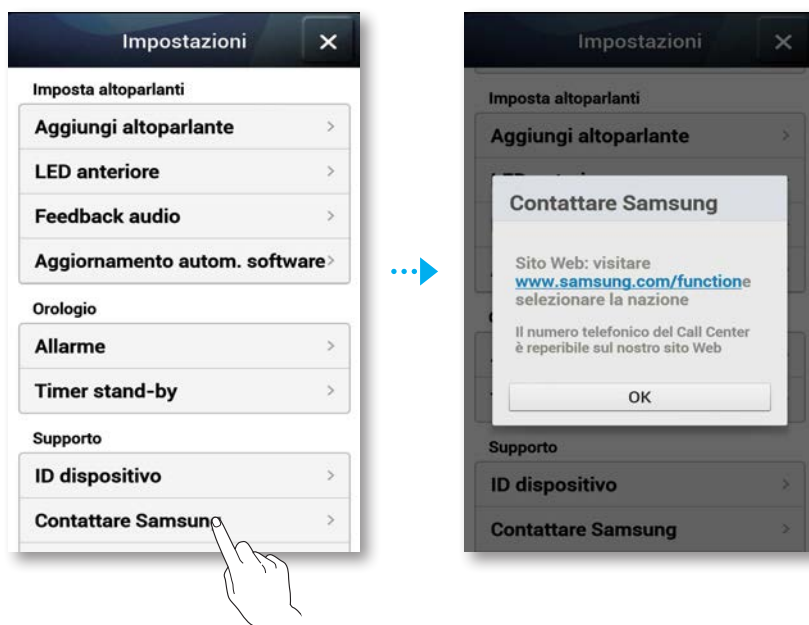 Impostazioni
Imposta altoparlanti
Aggiungi altoparlante
LED anteriore
Feedback audio
Aggiornamento autom. software
Orologio
Allarme
Timer stand-by
Supporto
ID dispositivo
Contattare Samsung
Impostazioni
Imposta altoparlanti
Aggiungi altoparlante
Contattare Samsung
Sito Web: visitare
www.samsung.com/functione
selezionare la nazione
Il numero telefonico del Call Center
è reperibile sul nostro sito Web
OK
Supporto
ID dispositivo
Contattare Samsung